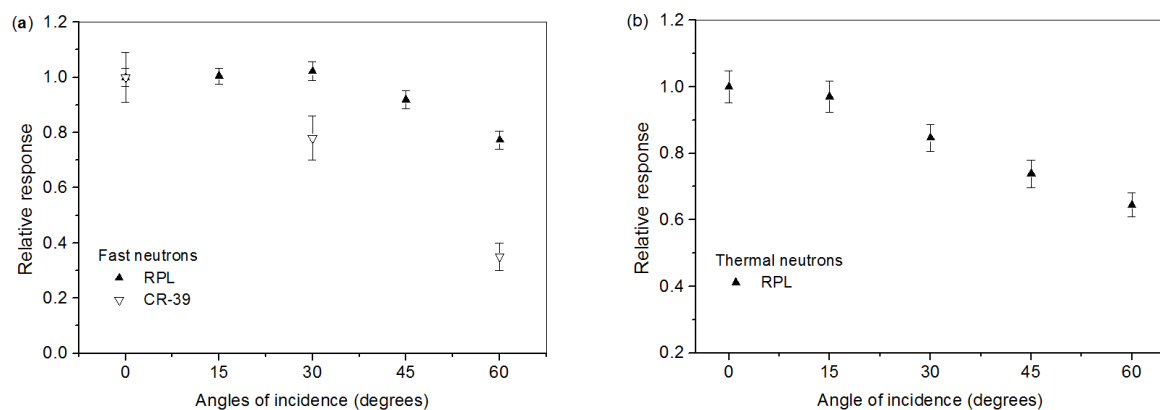 (a)
1.2
1.0
0.8
0.6
0.4
0.2
0.0
Relative response
Fast neutrons
RPL
CR-39
0 15 30 45 60
Angles of incidence (degrees)
(b)
1.2
1.0
0.8
0.6
0.4
0.2
Relative response
Thermal neutrons
RPL
0 15 30 45 60
Angles of incidence (degrees)